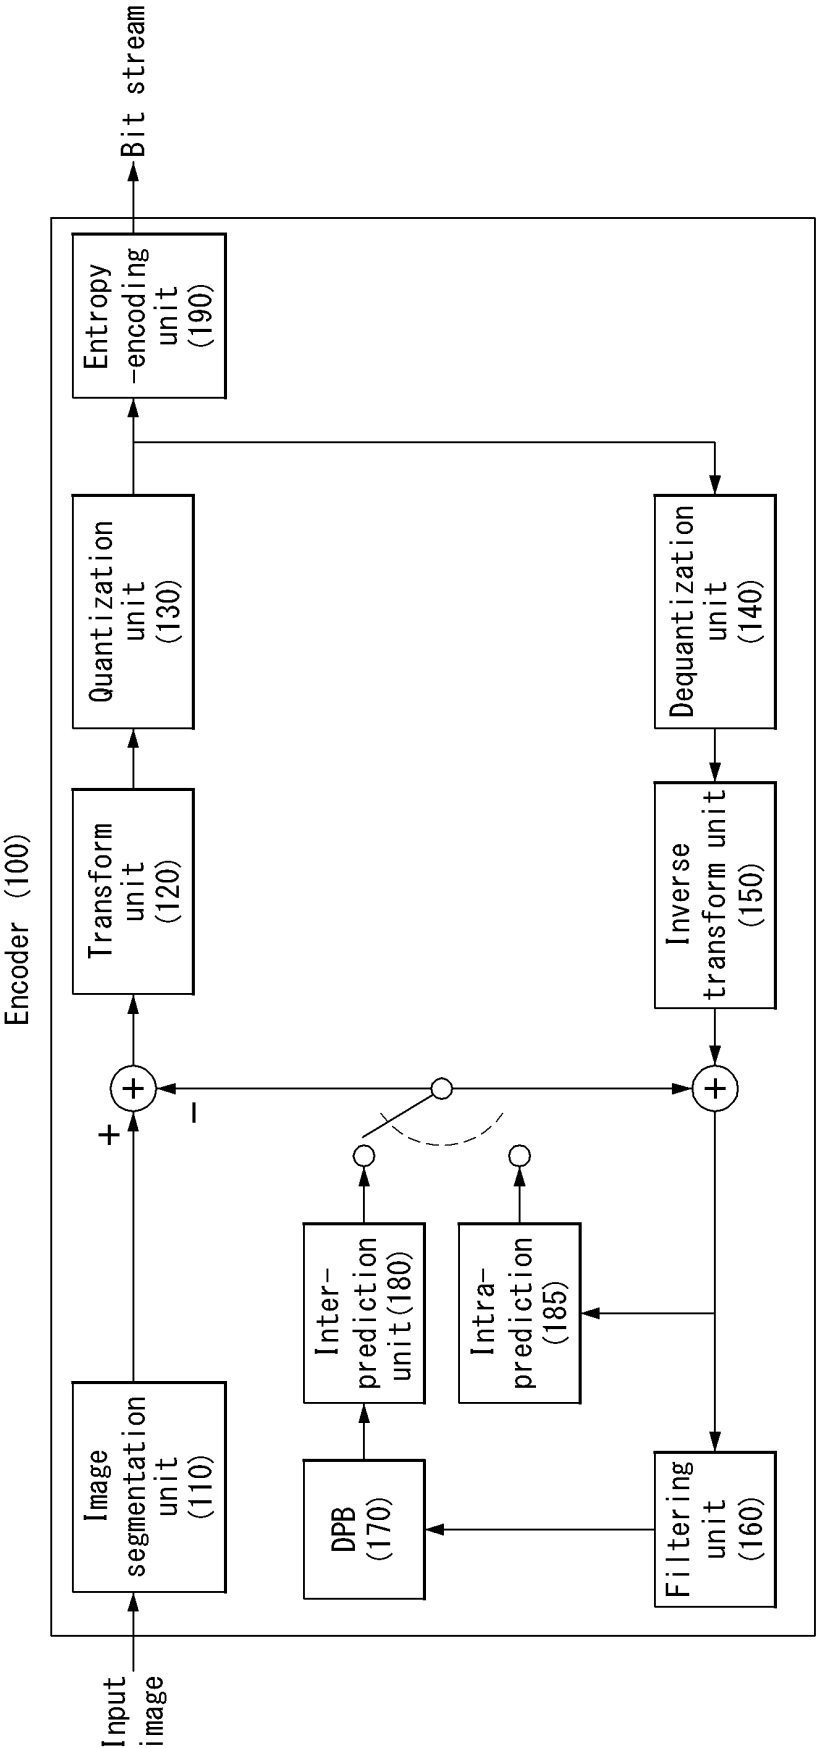 Encoder (100)
Input
image
Image
segmentation
unit
(110)
+
−
+
Transform
unit
(120)
Quantization
unit
(130)
Entropy
-encoding
unit
(190)
Bit stream
DPB
(170)
Inter-
prediction
unit(180)
Intra-
prediction
(185)
Filtering
unit
(160)
+
Inverse
transform unit
(150)
Dequantization
unit
(140)